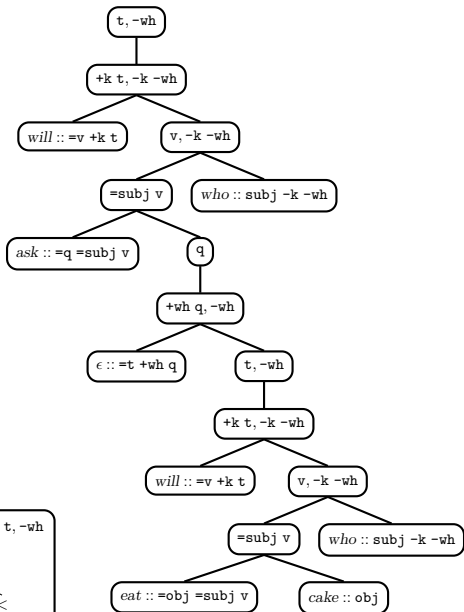 t, -wh
+k t, -k -wh
will :: =v +k t
v, -k -wh
=subj v
who :: subj -k -wh
ask :: =q =subj v
q
+wh q, -wh
ϵ :: =t +wh q
t, -wh
+k t, -k -wh
will :: =v +k t
v, -k -wh
t, -wh
=subj v
who :: subj -k -wh
eat :: =obj =subj v
cake :: obj